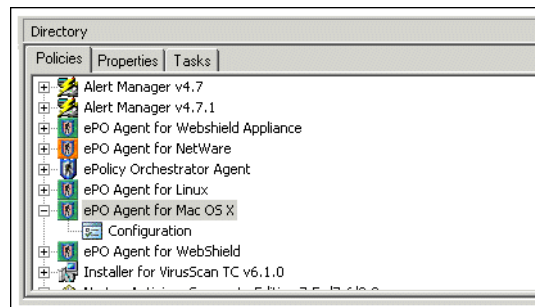 Directory
Policies Properties Tasks
Alert Manager v4.7
Alert Manager v4.7.1
ePO Agent for Webshield Appliance
ePO Agent for NetWare
ePolicy Orchestrator Agent
ePO Agent for Linux
ePO Agent for Mac OS X
Configuration
ePO Agent for WebShield
Installer for VirusScan TC v6.1.0